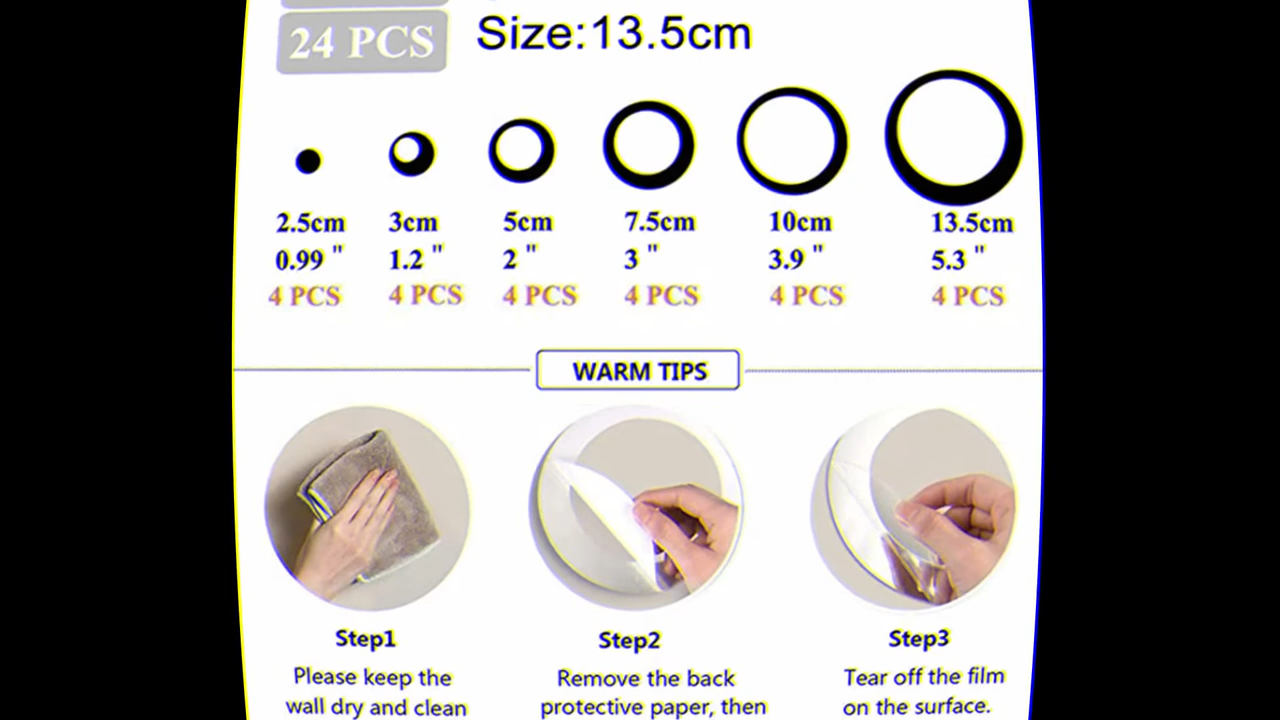 24 PCS
Size:13.5cm
2.5cm 3cm 5cm 7.5cm 10cm 13.5cm
0.99 " 1.2 " 2 " 3 " 3.9 " 5.3 "
4 PCS 4 PCS 4 PCS 4 PCS 4 PCS 4 PCS
WARM TIPS
Step1 Step2 Step3
Please keep the Remove the back Tear off the film
wall dry and clean protective paper, then on the surface.